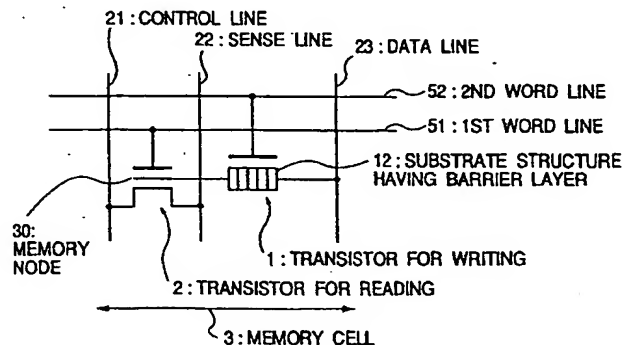 21:CONTROL LINE
22:SENSE LINE
23:DATA LINE
52:2ND WORD LINE
51:1ST WORD LINE
12:SUBSTRATE STRUCTURE
HAVING BARRIER LAYER
30:
MEMORY
NODE
1:TRANSISTOR FOR WRITING
2:TRANSISTOR FOR READING
3:MEMORY CELL